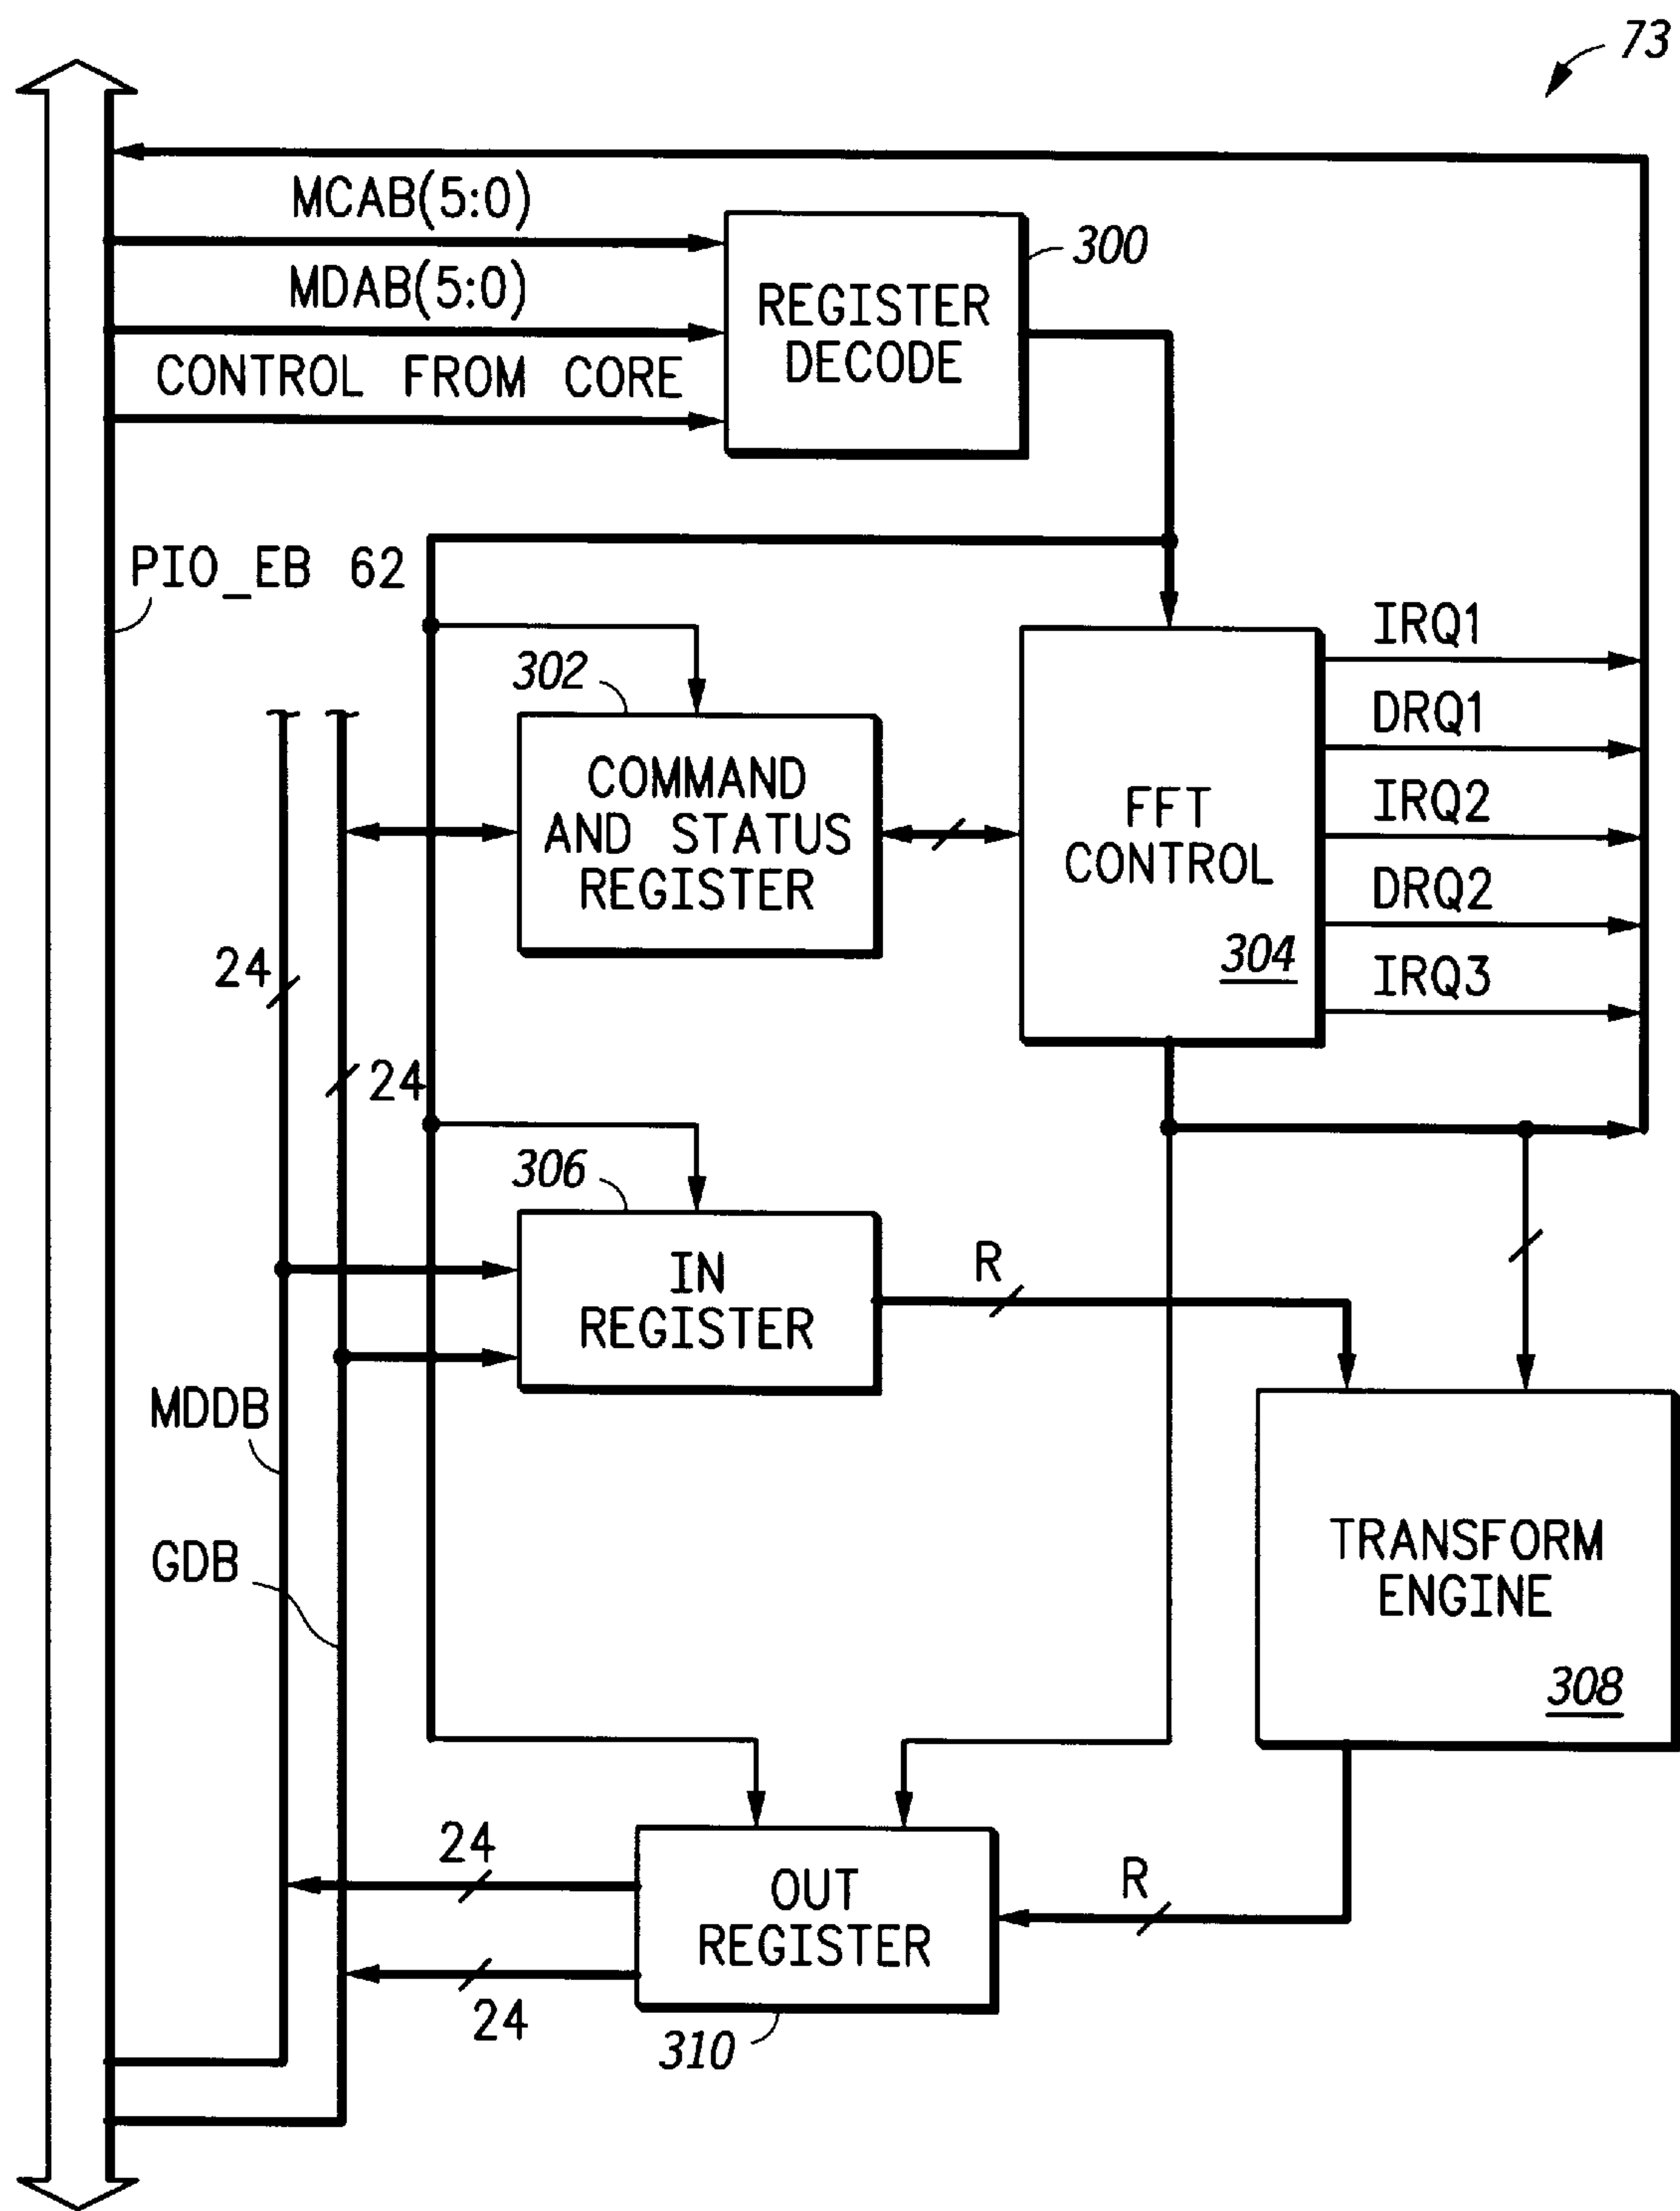 73
MCAB(5:0)
300
MDAB(5:0)
REGISTER
DECODE
CONTROL FROM CORE
PIO_EB 62
IRQ1
302
DRQ1
COMMAND
AND STATUS
REGISTER
FFT
CONTROL
304
IRQ2
DRQ2
24
IRQ3
24
306
IN
REGISTER
R
MDDB
GDB
TRANSFORM
ENGINE
308
24
OUT
REGISTER
R
24
310